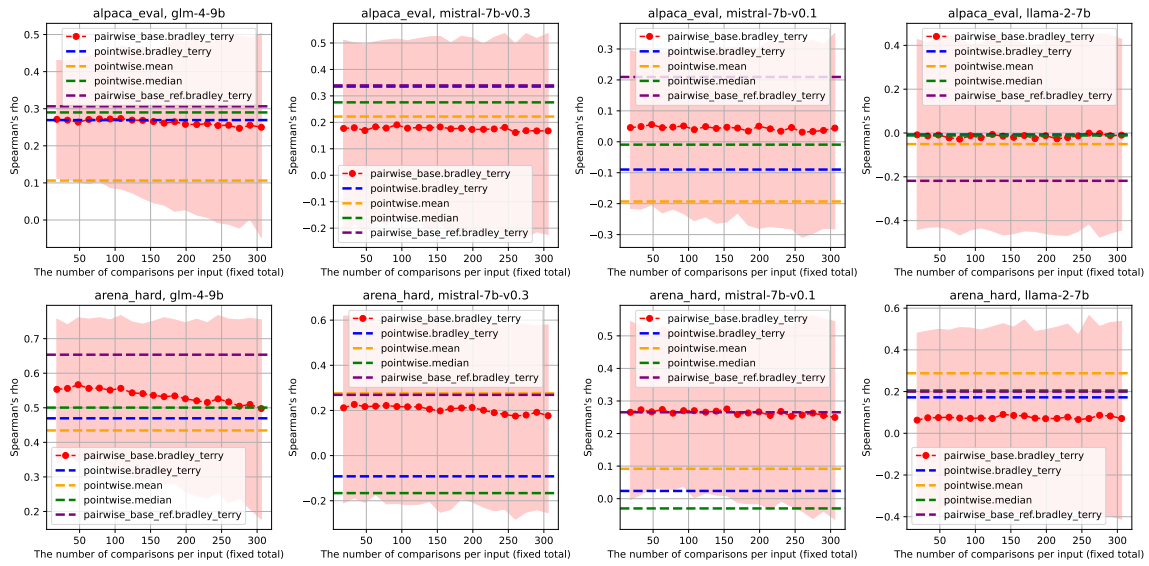 alpaca_eval, glm-4-9b
Spearman's rho
0.5
0.4
0.3
0.2
0.1
0.0
pairwise_base.bradley_terry
pointwise.bradley_terry
pointwise.mean
pointwise.median
pairwise_base_ref.bradley_terry
50 100 150 200 250 300
The number of comparisons per input (fixed total)
alpaca_eval, mistral-7b-v0.3
Spearman's rho
0.5
0.4
0.3
0.2
0.1
0.0
−0.1
−0.2
pairwise_base.bradley_terry
pointwise.bradley_terry
pointwise.mean
pointwise.median
pairwise_base_ref.bradley_terry
50 100 150 200 250 300
The number of comparisons per input (fixed total)
alpaca_eval, mistral-7b-v0.1
Spearman's rho
0.3
0.2
0.1
0.0
−0.1
−0.2
−0.3
pairwise_base.bradley_terry
pointwise.bradley_terry
pointwise.mean
pointwise.median
pairwise_base_ref.bradley_terry
50 100 150 200 250 300
The number of comparisons per input (fixed total)
alpaca_eval, llama-2-7b
Spearman's rho
0.4
0.2
0.0
−0.2
−0.4
pairwise_base.bradley_terry
pointwise.bradley_terry
pointwise.mean
pointwise.median
pairwise_base_ref.bradley_terry
50 100 150 200 250 300
The number of comparisons per input (fixed total)
arena_hard, glm-4-9b
Spearman's rho
0.7
0.6
0.5
0.4
0.3
0.2
pairwise_base.bradley_terry
pointwise.bradley_terry
pointwise.mean
pointwise.median
pairwise_base_ref.bradley_terry
50 100 150 200 250 300
The number of comparisons per input (fixed total)
arena_hard, mistral-7b-v0.3
Spearman's rho
0.6
0.4
0.2
0.0
−0.2
pairwise_base.bradley_terry
pointwise.bradley_terry
pointwise.mean
pointwise.median
pairwise_base_ref.bradley_terry
50 100 150 200 250 300
The number of comparisons per input (fixed total)
arena_hard, mistral-7b-v0.1
Spearman's rho
0.5
0.4
0.3
0.2
0.1
0.0
pairwise_base.bradley_terry
pointwise.bradley_terry
pointwise.mean
pointwise.median
pairwise_base_ref.bradley_terry
50 100 150 200 250 300
The number of comparisons per input (fixed total)
arena_hard, llama-2-7b
Spearman's rho
0.6
0.4
0.2
0.0
−0.2
−0.4
pairwise_base.bradley_terry
pointwise.bradley_terry
pointwise.mean
pointwise.median
pairwise_base_ref.bradley_terry
50 100 150 200 250 300
The number of comparisons per input (fixed total)